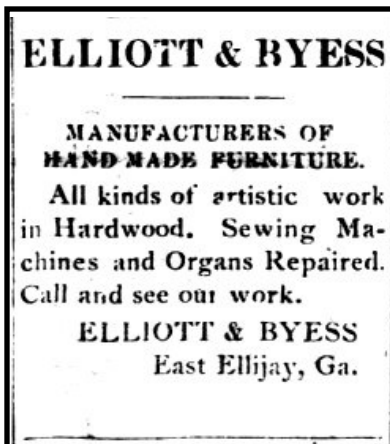 ELLIOTT & BYESS
MANUFACTURERS OF
HAND MADE FURNITURE.
All kinds of artistic work
in Hardwood. Sewing Ma-
chines and Organs Repaired.
Call and see our work.
ELLIOTT & BYESS
East Ellijay, Ga.